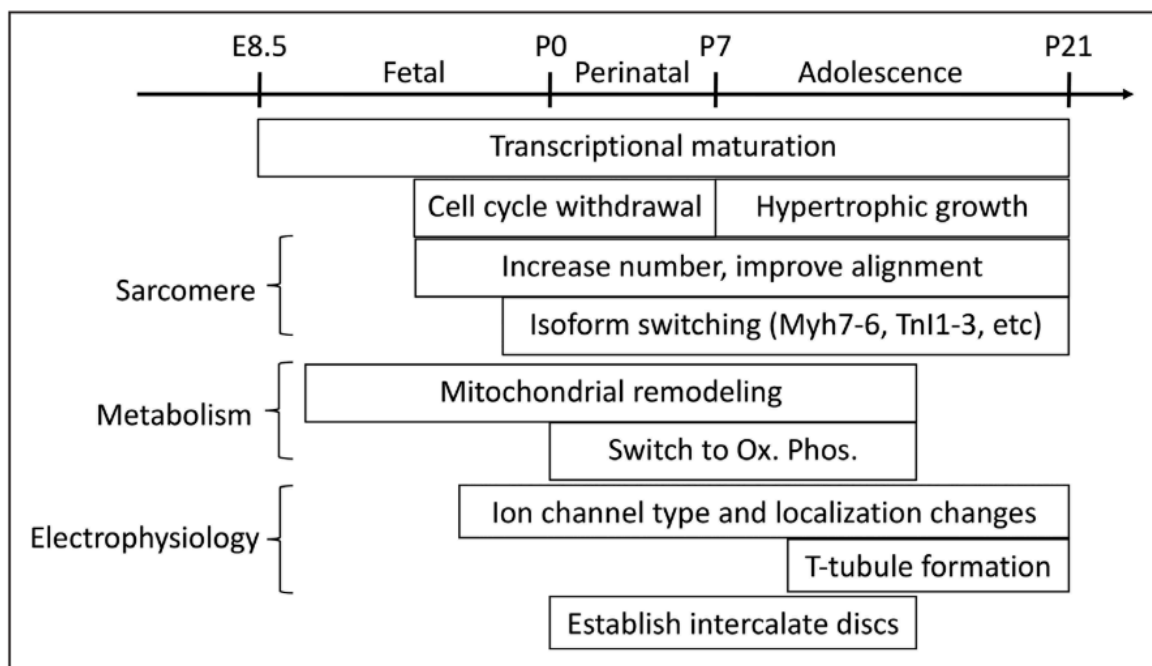 E8.5 P0 P7 P21
Fetal Perinatal Adolescence
Transcriptional maturation
Cell cycle withdrawal Hypertrophic growth
Sarcomere
Increase number, improve alignment
Isoform switching (Myh7-6, TnI1-3, etc)
Metabolism
Mitochondrial remodeling
Switch to Ox. Phos.
Electrophysiology
Ion channel type and localization changes
T-tubule formation
Establish intercalate discs